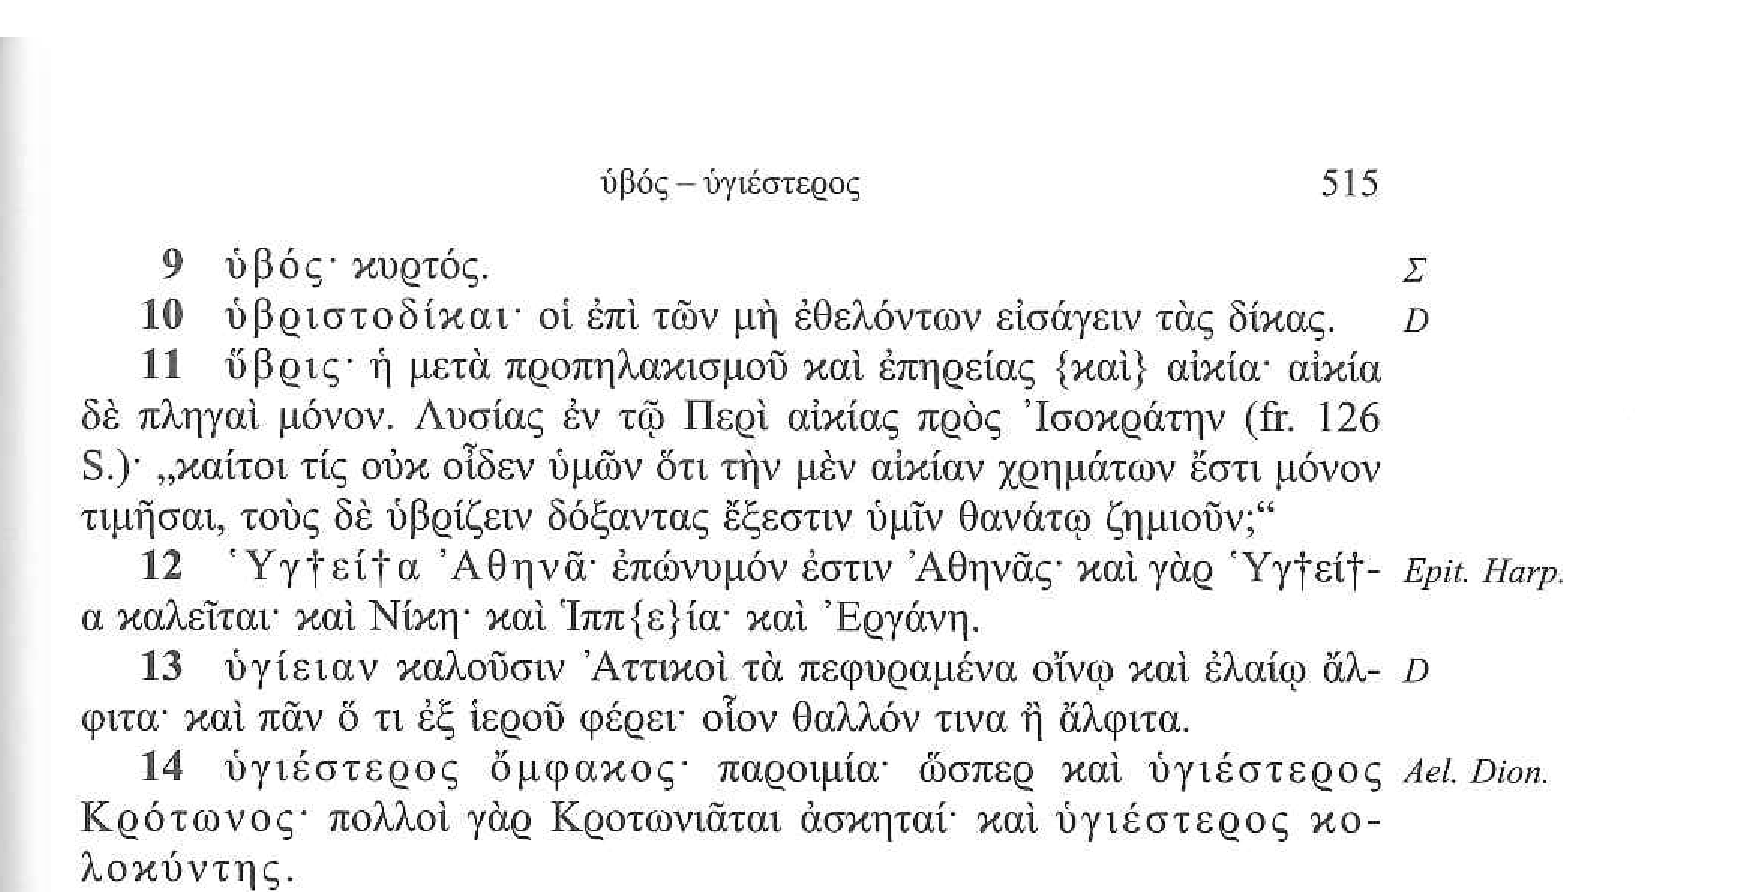 ὑβός – ὑγιέστερος 515
9 ὑβός· κυρτός. Σ
10 ὑβριστοδίκαι· οἱ ἐπὶ τῶν μὴ ἐθελόντων εἰσάγειν τὰς δίκας. D
11 ὕβρις· ἡ μετὰ προπηλακισμοῦ καὶ ἐπηρείας {καὶ} αἰκία· αἰκία
δὲ πληγαὶ μόνον. Λυσίας ἐν τῷ Περὶ αἰκίας πρὸς Ἰσοκράτην (fr. 126
S.)· „καίτοι τίς οὐκ οἶδεν ὑμῶν ὅτι τὴν μὲν αἰκίαν χρημάτων ἔστι μόνον
τιμῆσαι, τοὺς δὲ ὑβρίζειν δόξαντας ἔξεστιν ὑμῖν θανάτῳ ζημιοῦν;“
12 Ὑγ†εί†α Ἀθηνᾶ· ἐπώνυμόν ἐστιν Ἀθηνᾶς· καὶ γὰρ Ὑγ†εί†- Epit. Harp.
α καλεῖται· καὶ Νίκη· καὶ Ἱππ{ε}ία· καὶ Ἐργάνη.
13 ὑγίειαν καλοῦσιν Ἀττικοὶ τὰ πεφυραμένα οἴνῳ καὶ ἐλαίῳ ἄλ- D
φιτα· καὶ πᾶν ὅ τι ἐξ ἱεροῦ φέρει· οἷον θαλλόν τινα ἢ ἄλφιτα.
14 ὑγιέστερος ὄμφακος· παροιμία· ὥσπερ καὶ ὑγιέστερος Ael. Dion.
Κρότωνος· πολλοὶ γὰρ Κροτωνιᾶται ἀσκηταί· καὶ ὑγιέστερος κο-
λοκύντης.